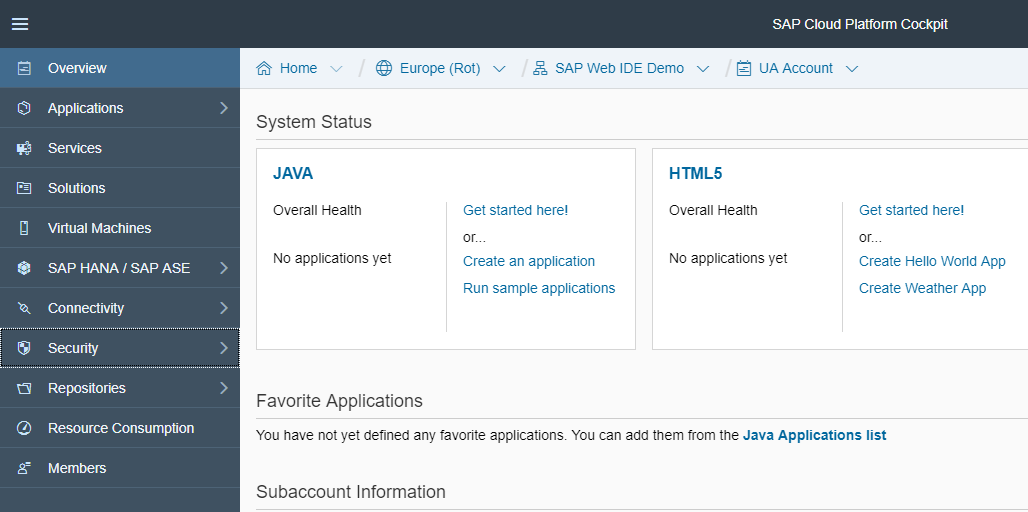 SAP Cloud Platform Cockpit
Overview
Applications
Services
Solutions
Virtual Machines
SAP HANA / SAP ASE
Connectivity
Security
Repositories
Resource Consumption
Members
Home / Europe (Rot) / SAP Web IDE Demo / UA Account
System Status
JAVA
Overall Health
No applications yet
Get started here!
or...
Create an application
Run sample applications
HTML5
Overall Health
No applications yet
Get started here!
or...
Create Hello World App
Create Weather App
Favorite Applications
You have not yet defined any favorite applications. You can add them from the Java Applications list
Subaccount Information